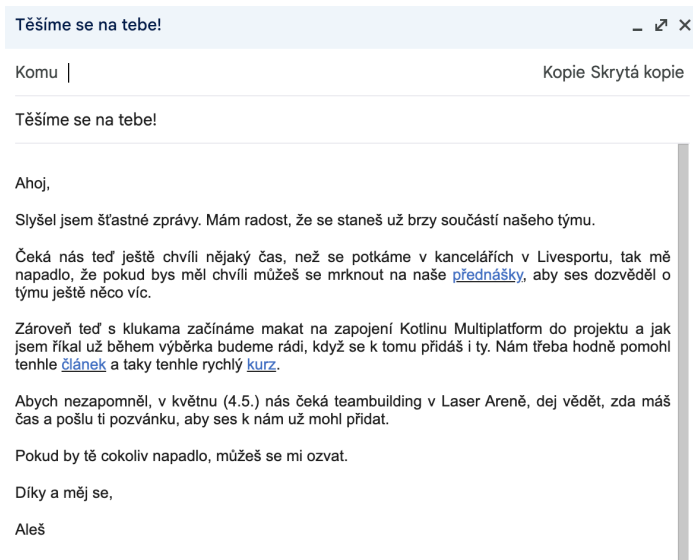 Těšíme se na tebe!
Komu
Kopie Skrytá kopie
Těšíme se na tebe!
Ahoj,
Slyšel jsem šťastné zprávy. Mám radost, že se staneš už brzy součástí našeho týmu.
Čeká nás teď ještě chvíli nějaký čas, než se potkáme v kancelářích v Livesportu, tak mě
napadlo, že pokud bys měl chvíli můžeš se mrknout na naše přednášky, aby ses dozvěděl o
týmu ještě něco víc.
Zároveň teď s klukama začínáme makat na zapojení Kotlinu Multiplatform do projektu a jak
jsem říkal už během výběrka budeme rádi, když se k tomu přidáš i ty. Nám třeba hodně pomohl
tenhle článek a taky tenhle rychlý kurz.
Abych nezapomněl, v květnu (4.5.) nás čeká teambuilding v Laser Areně, dej vědět, zda máš
čas a pošlu ti pozvánku, aby ses k nám už mohl přidat.
Pokud by tě cokoliv napadlo, můžeš se mi ozvat.
Díky a měj se,
Aleš